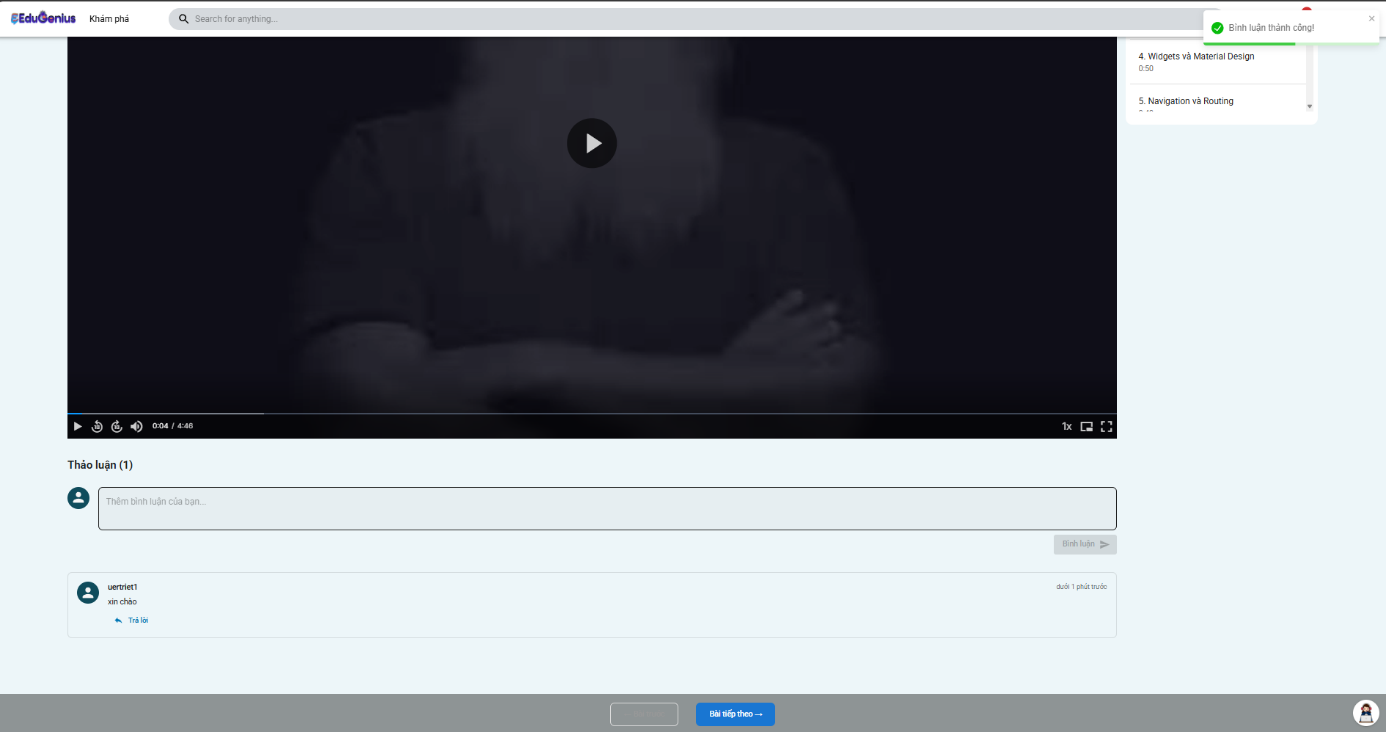 EduGenius
Khám phá
Search for anything...
Bình luận thành công!
4. Widgets và Material Design
0:50
5. Navigation và Routing
0:04 / 4:46
1x
Thảo luận (1)
Thêm bình luận của bạn...
Bình luận
uertriet1
dưới 1 phút trước
xin chào
Trả lời
Bài tiếp theo →